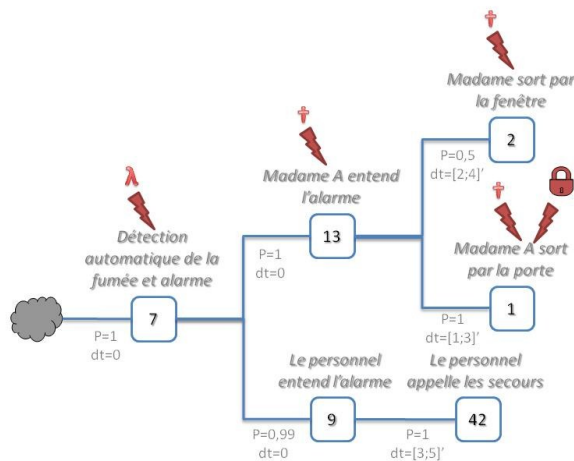 Madame sort par
la fenêtre
2
P=0,5
dt=[2;4]'
Madame A entend
l'alarme
13
P=1
dt=0
λ
Détection
automatique de la
fumée et alarme
7
P=1
dt=0
Madame A sort
par la porte
1
P=1
dt=[1;3]'
Le personnel
entend l'alarme
9
P=0,99
dt=0
Le personnel
appelle les secours
42
P=1
dt=[3;5]'